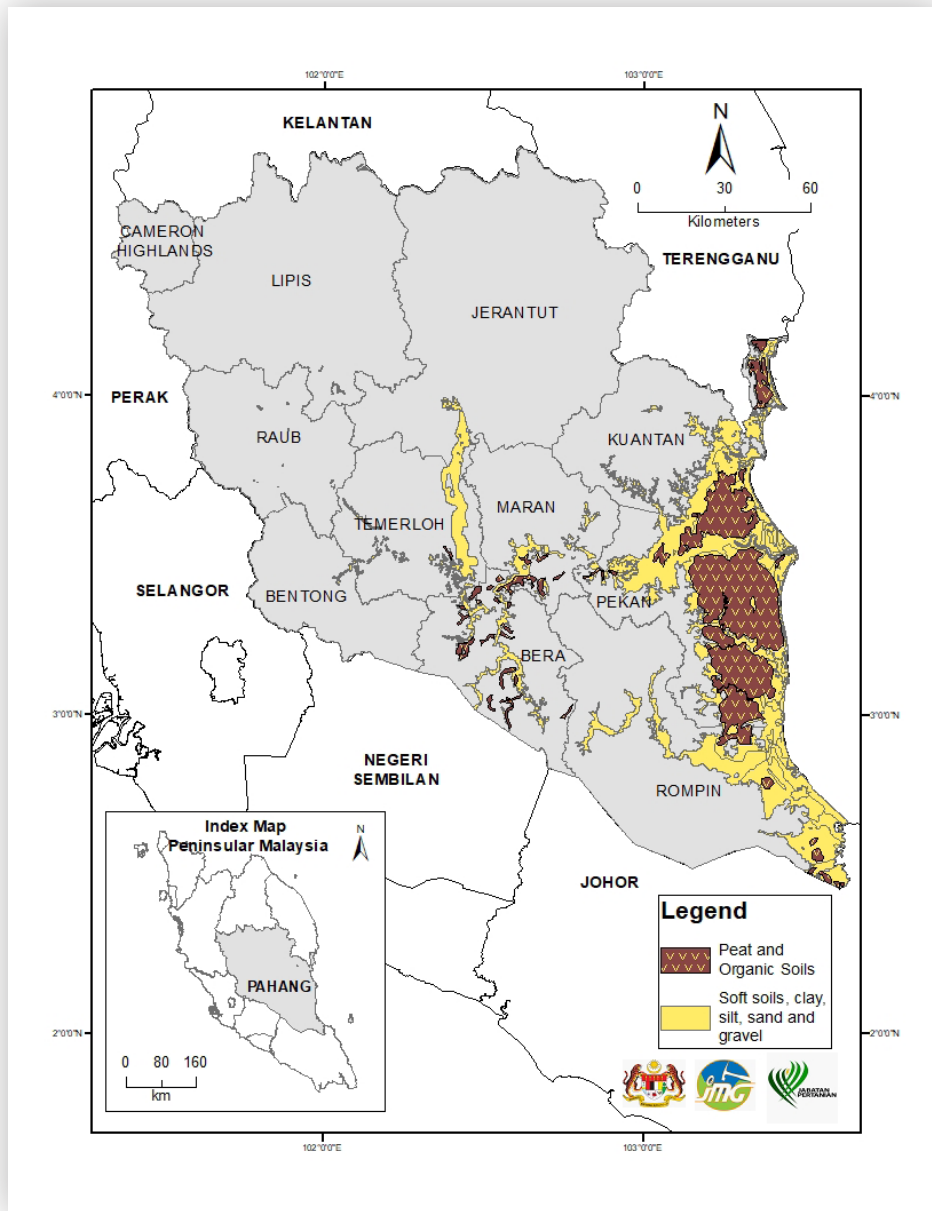 102°0'0"E
103°0'0"E
KELANTAN
N
0 30 60
Kilometers
CAMERON
HIGHLANDS
TERENGGANU
LIPIS
JERANTUT
4°0'0"N
PERAK
4°0'0"N
RAUB
KUANTAN
MARAN
TEMERLOH
SELANGOR
BENTONG
PEKAN
BERA
3°0'0"N
3°0'0"N
NEGERI
SEMBILAN
ROMPIN
Index Map
Peninsular Malaysia
N
JOHOR
Legend
Peat and
Organic Soils
Soft soils, clay,
silt, sand and
gravel
PAHANG
2°0'0"N
2°0'0"N
0 80 160
km
JMG
JABATAN
PERTANIAN
102°0'0"E
103°0'0"E